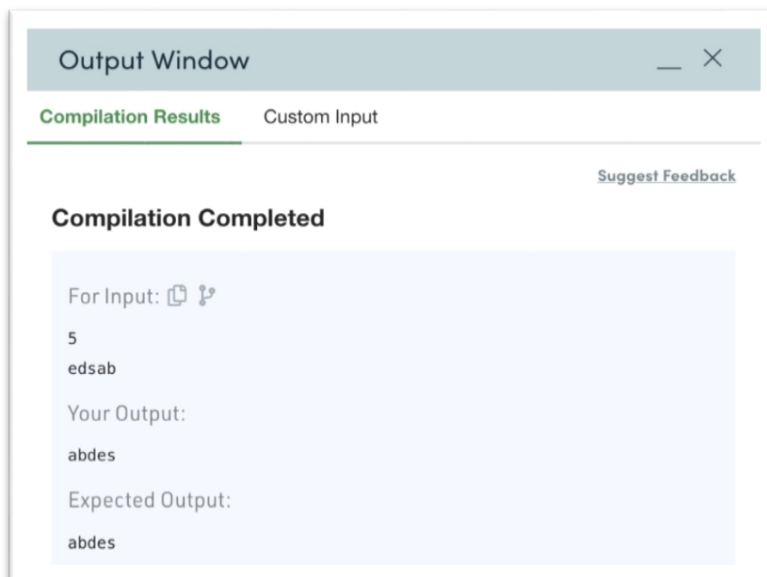 Output Window
Compilation Results Custom Input
Suggest Feedback
Compilation Completed
For Input:
5
edsab
Your Output:
abdes
Expected Output:
abdes